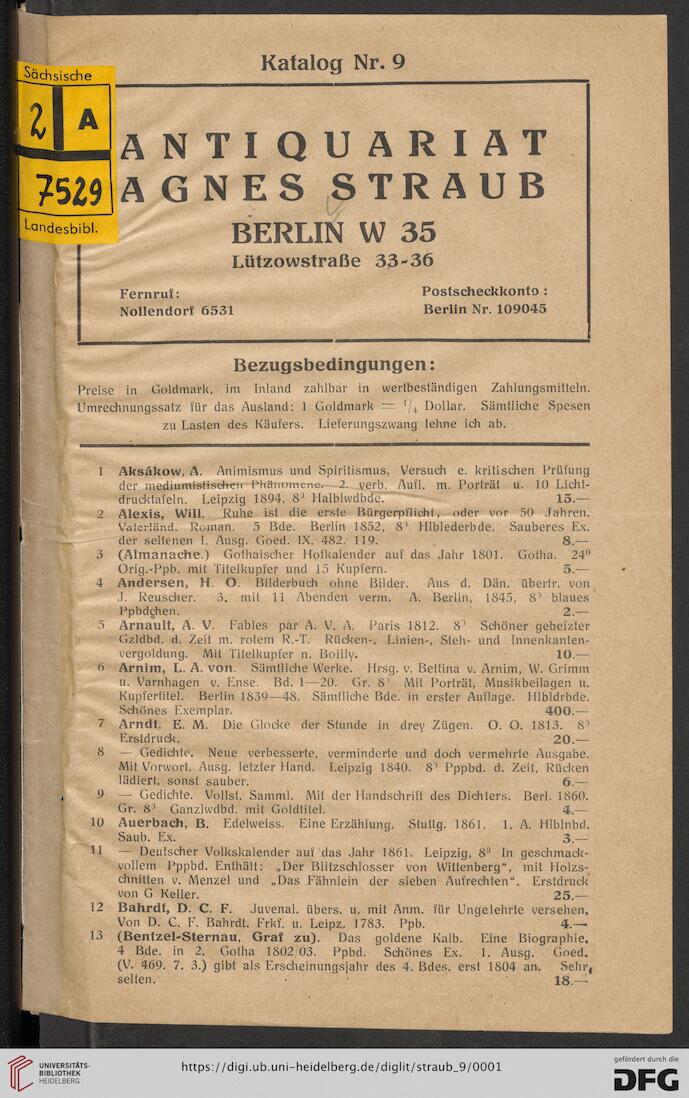 Katalog Nr. 9
Sächsische
2 A
7529
Landesbibl.
ANTIQUARIAT
AGNES STRAUB
BERLIN W 35
Lützowstraße 33-36
Fernruf:
Nollendorf 6531
Postscheckkonto:
Berlin Nr. 109045
Bezugsbedingungen:
Preise in Goldmark, im Inland zahlbar in wertbeständigen Zahlungsmitteln.
Umrechnungssatz für das Ausland: 1 Goldmark = 1/4 Dollar. Sämtliche Spesen
zu Lasten des Käufers. Lieferungszwang lehne ich ab.
1 Aksákow, A. Animismus und Spiritismus, Versuch e. kritischen Prüfung
der mediumistischen Phänomene. 2. verb. Aufl. m. Porträt u. 10 Licht-
drucktafeln. Leipzig 1894. 8° Halblwdbde. 15.—
2 Alexis, Will. Ruhe ist die erste Bürgerpflicht, oder vor 50 Jahren.
Vaterländ. Roman. 5 Bde. Berlin 1852. 8° Hlblederbde. Sauberes Ex.
der seltenen I. Ausg. Goed. IX. 482. 119. 8.—
3 (Almanache.) Gothaischer Hofkalender auf das Jahr 1801. Gotha. 24°
Orig.-Ppb. mit Titelkupfer und 15 Kupfern. 5.—
4 Andersen, H. O. Bilderbuch ohne Bilder. Aus d. Dän. übertr. von
J. Reuscher. 3. mit 11 Abenden verm. A. Berlin, 1845, 8° blaues
Ppbdchen. 2.—
5 Arnault, A. V. Fables par A. V. A. Paris 1812. 8° Schöner gebeizter
Gzldbd. d. Zeit m. rotem R.-T. Rücken-, Linien-, Steh- und Innenkanten-
vergoldung. Mit Titelkupfer n. Boilly. 10.—
6 Arnim, L. A. von. Sämtliche Werke. Hrsg. v. Bettina v. Arnim, W. Grimm
u. Varnhagen v. Ense. Bd. 1—20. Gr. 8° Mit Porträt, Musikbeilagen u.
Kupfertitel. Berlin 1839—48. Sämtliche Bde. in erster Auflage. Hlbldrbde.
Schönes Exemplar. 400.—
7 Arndt, E. M. Die Glocke der Stunde in drey Zügen. O. O. 1813. 8°
Erstdruck. 20.—
8 — Gedichte. Neue verbesserte, verminderte und doch vermehrte Ausgabe.
Mit Vorwort. Ausg. letzter Hand. Leipzig 1840. 8° Pppbd. d. Zeit, Rücken
lädiert, sonst sauber. 6.—
9 — Gedichte. Vollst. Samml. Mit der Handschrift des Dichters. Berl. 1860.
Gr. 8° Ganzlwdbd. mit Goldtitel. 4.—
10 Auerbach, B. Edelweiss. Eine Erzählung. Stuttg. 1861. 1. A. Hlblnbd.
Saub. Ex. 3.—
11 — Deutscher Volkskalender auf das Jahr 1861. Leipzig, 8° In geschmack-
vollem Pppbd. Enthält: „Der Blitzschlosser von Wittenberg“, mit Holzs-
chnitten v. Menzel und „Das Fähnlein der sieben Aufrechten“. Erstdruck
von G Keller. 25.—
12 Bahrdt, D. C. F. Juvenal. übers. u. mit Anm. für Ungelehrte versehen.
Von D. C. F. Bahrdt. Frkf. u. Leipz. 1783. Ppb. 4.—
13 (Bentzel-Sternau, Graf zu). Das goldene Kalb. Eine Biographie.
4 Bde. in 2. Gotha 1802/03. Ppbd. Schönes Ex. 1. Ausg. Goed.
(V. 469. 7. 3.) gibt als Erscheinungsjahr des 4. Bdes. erst 1804 an. Sehr
selten. 18.—
UNIVERSITÄTS-
BIBLIOTHEK
HEIDELBERG
https://digi.ub.uni-heidelberg.de/diglit/straub_9/0001
gefördert durch die
DFG